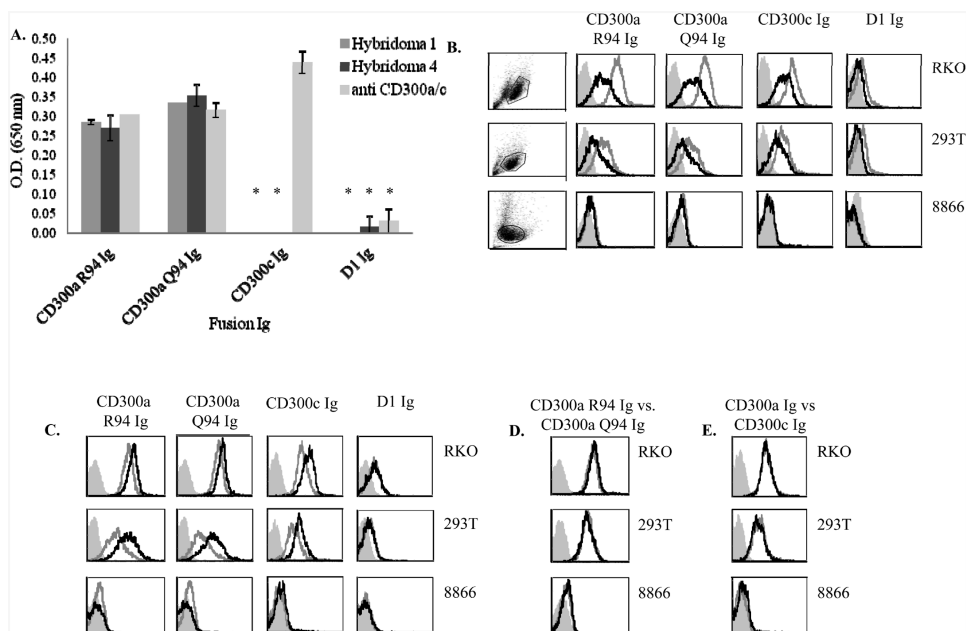 A.
0.50
0.45
0.40
0.35
0.30
0.25
0.20
0.15
0.10
0.05
0.00
O.D. (650 nm)
Hybridoma 1
Hybridoma 4
anti CD300a/c
* * * * *
CD300a R94 Ig
CD300a Q94 Ig
CD300c Ig
D1 Ig
Fusion Ig
B.
CD300a R94 Ig
CD300a Q94 Ig
CD300c Ig
D1 Ig
RKO
293T
8866
C.
CD300a R94 Ig
CD300a Q94 Ig
CD300c Ig
D1 Ig
RKO
293T
8866
D.
CD300a R94 Ig vs.
CD300a Q94 Ig
RKO
293T
8866
E.
CD300a Ig vs
CD300c Ig
RKO
293T
8866